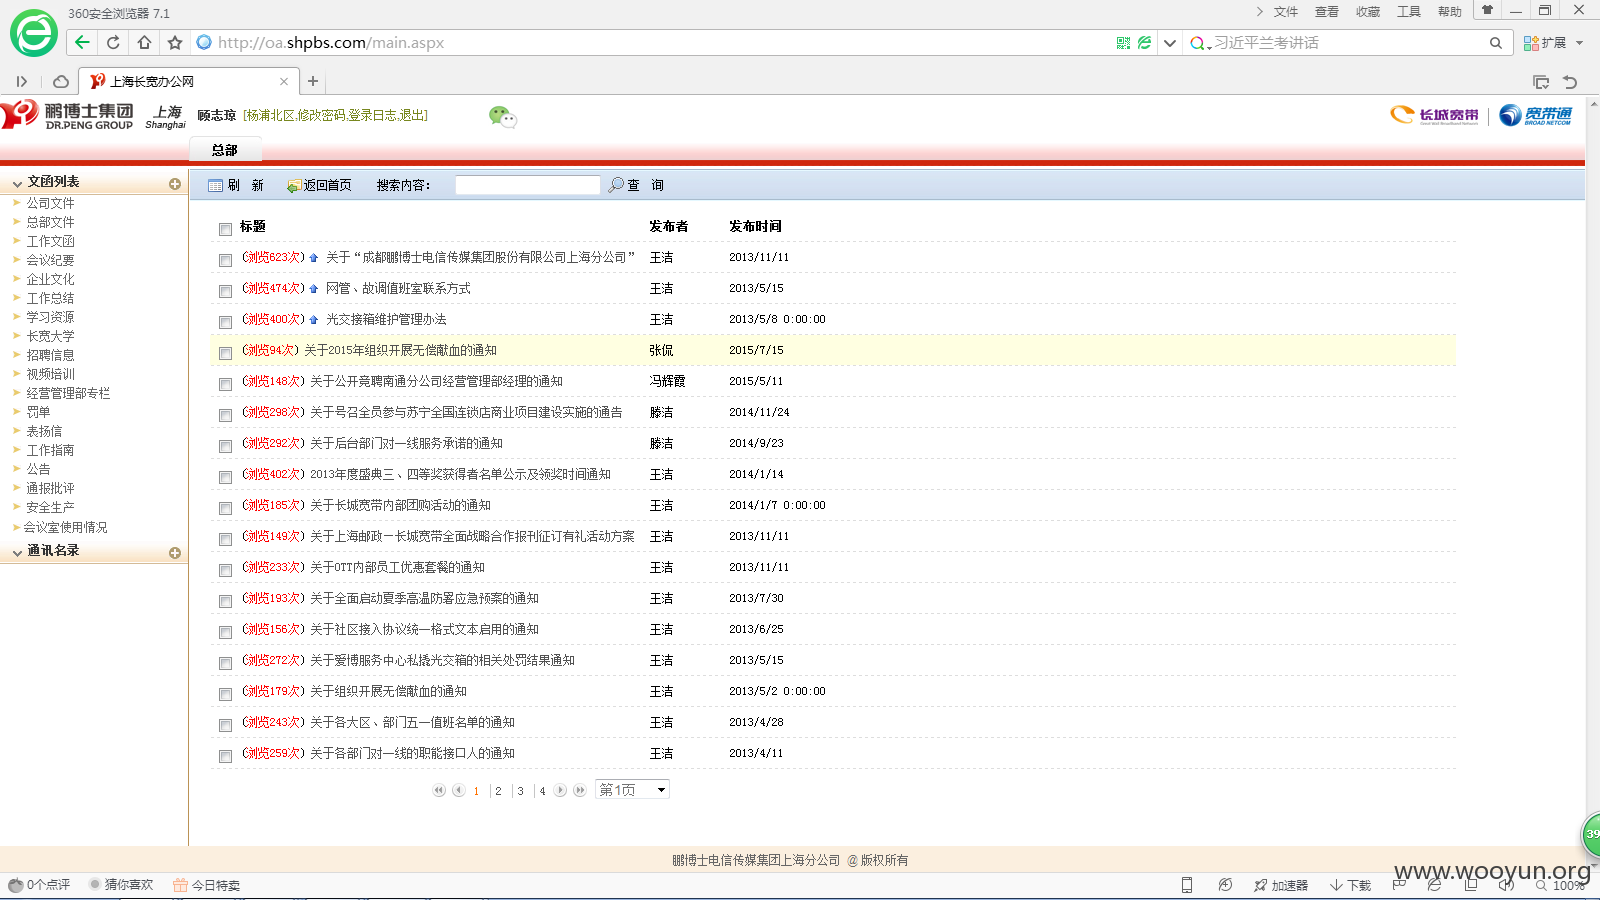 360安全浏览器 7.1
文件 查看 收藏 工具 帮助
http://oa.shpbs.com/main.aspx
习近平兰考讲话
扩展
上海长宽办公网
鹏博士集团 DR.PENG GROUP
上海 Shanghai
顾志琼 [杨浦北区,修改密码,登录日志,退出]
长城宽带
宽带通 BROAD NETCOM
总部
文函列表
公司文件
总部文件
工作文函
会议纪要
企业文化
工作总结
学习资源
长宽大学
招聘信息
视频培训
经营管理部专栏
罚单
表扬信
工作指南
公告
通报批评
安全生产
会议室使用情况
通讯名录
刷 新 返回首页 搜索内容: 查 询
标题 发布者 发布时间
(浏览623次) 关于“成都鹏博士电信传媒集团股份有限公司上海分公司” 王洁 2013/11/11
(浏览474次) 网管、故调值班室联系方式 王洁 2013/5/15
(浏览400次) 光交接箱维护管理办法 王洁 2013/5/8 0:00:00
(浏览94次) 关于2015年组织开展无偿献血的通知 张侃 2015/7/15
(浏览148次) 关于公开竟聘南通分公司经营管理部经理的通知 冯辉霞 2015/5/11
(浏览298次) 关于号召全员参与苏宁全国连锁店商业项目建设实施的通告 滕洁 2014/11/24
(浏览292次) 关于后台部门对一线服务承诺的通知 滕洁 2014/9/23
(浏览402次) 2013年度盛典三、四等奖获得者名单公示及领奖时间通知 王洁 2014/1/14
(浏览185次) 关于长城宽带内部团购活动的通知 王洁 2014/1/7 0:00:00
(浏览149次) 关于上海邮政－长城宽带全面战略合作报刊征订有礼活动方案 王洁 2013/11/11
(浏览233次) 关于OTT内部员工优惠套餐的通知 王洁 2013/11/11
(浏览193次) 关于全面启动夏季高温防署应急预案的通知 王洁 2013/7/30
(浏览156次) 关于社区接入协议统一格式文本启用的通知 王洁 2013/6/25
(浏览272次) 关于爱博服务中心私撬光交箱的相关处罚结果通知 王洁 2013/5/15
(浏览179次) 关于组织开展无偿献血的通知 王洁 2013/5/2 0:00:00
(浏览243次) 关于各大区、部门五一值班名单的通知 王洁 2013/4/28
(浏览259次) 关于各部门对一线的职能接口人的通知 王洁 2013/4/11
1 2 3 4 第1页
鹏博士电信传媒集团上海分公司 @ 版权所有
39
www.wooyun.org
0个点评 猜你喜欢 今日特卖 加速器 下载 100%